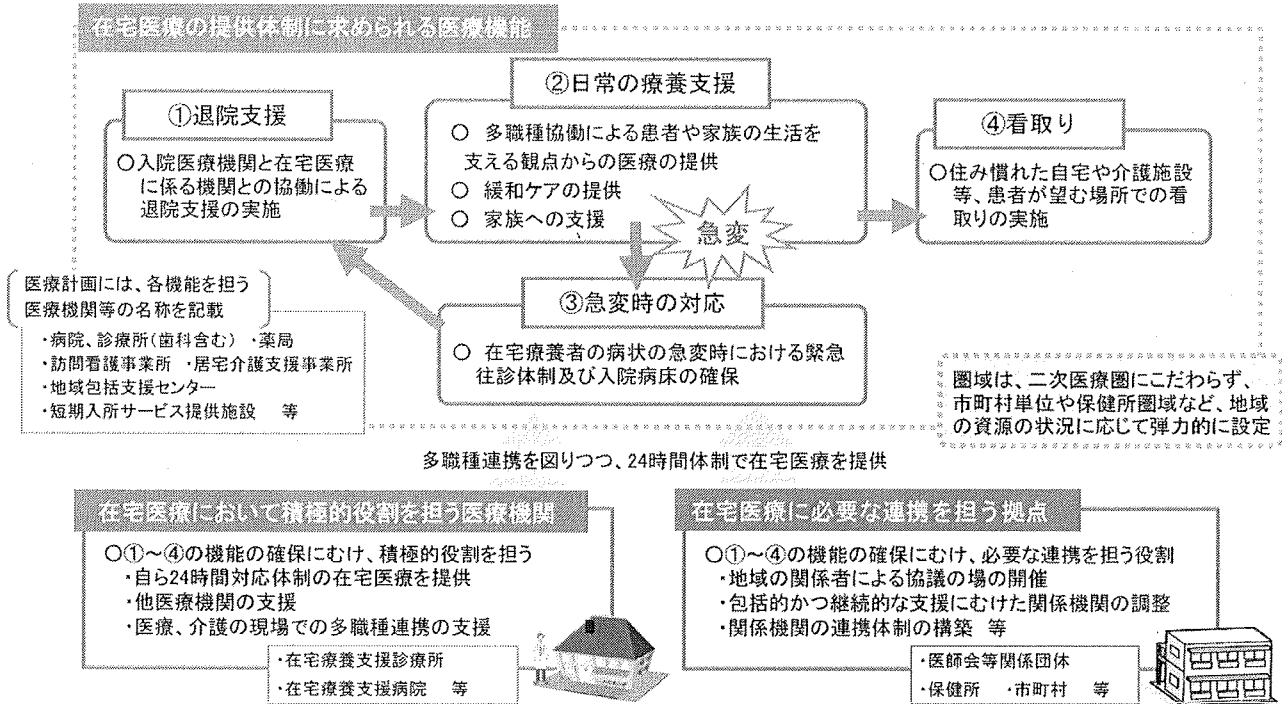 在宅医療の提供体制に求められる医療機能
①退院支援
○入院医療機関と在宅医療
に係る機関との協働による
退院支援の実施
②日常の療養支援
○ 多職種協働による患者や家族の生活を
支える観点からの医療の提供
○ 緩和ケアの提供
○ 家族への支援
急変
④看取り
○住み慣れた自宅や介護施設
等、患者が望む場所での看
取りの実施
③急変時の対応
○ 在宅療養者の病状の急変時における緊急
往診体制及び入院病床の確保
医療計画には、各機能を担う
医療機関等の名称を記載
・病院、診療所(歯科含む) ・薬局
・訪問看護事業所 ・居宅介護支援事業所
・地域包括支援センター
・短期入所サービス提供施設 等
圏域は、二次医療圏にこだわらず、
市町村単位や保健所圏域など、地域
の資源の状況に応じて弾力的に設定
多職種連携を図りつつ、24時間体制で在宅医療を提供
在宅医療において積極的役割を担う医療機関
○①～④の機能の確保にむけ、積極的役割を担う
・自ら24時間対応体制の在宅医療を提供
・他医療機関の支援
・医療、介護の現場での多職種連携の支援
・在宅療養支援診療所
・在宅療養支援病院 等
在宅医療に必要な連携を担う拠点
○①～④の機能の確保にむけ、必要な連携を担う役割
・地域の関係者による協議の場の開催
・包括的かつ継続的な支援にむけた関係機関の調整
・関係機関の連携体制の構築 等
・医師会等関係団体
・保健所 ・市町村 等